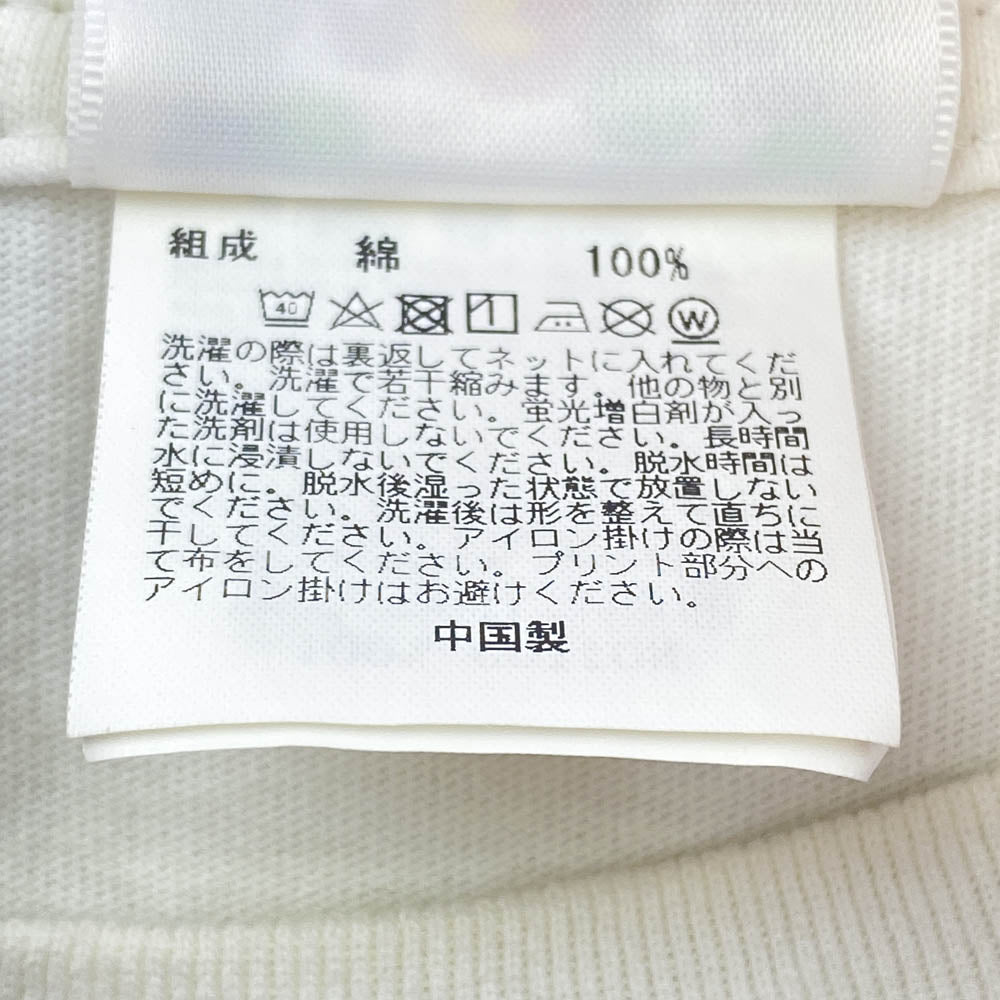 組成 綿 100%
40 W
洗濯の際は裏返してネットに入れてくだ
さい。洗濯で若干縮みます。他の物と別
に洗濯してください。蛍光増白剤が入っ
た洗剤は使用しないでください。長時間
水に浸漬しないでください。脱水時間は
短めに。脱水後湿った状態で放置しない
でください。洗濯後は形を整えて直ちに
干してください。アイロン掛けの際は当
て布をしてください。プリント部分への
アイロン掛けはお避けください。
中国製